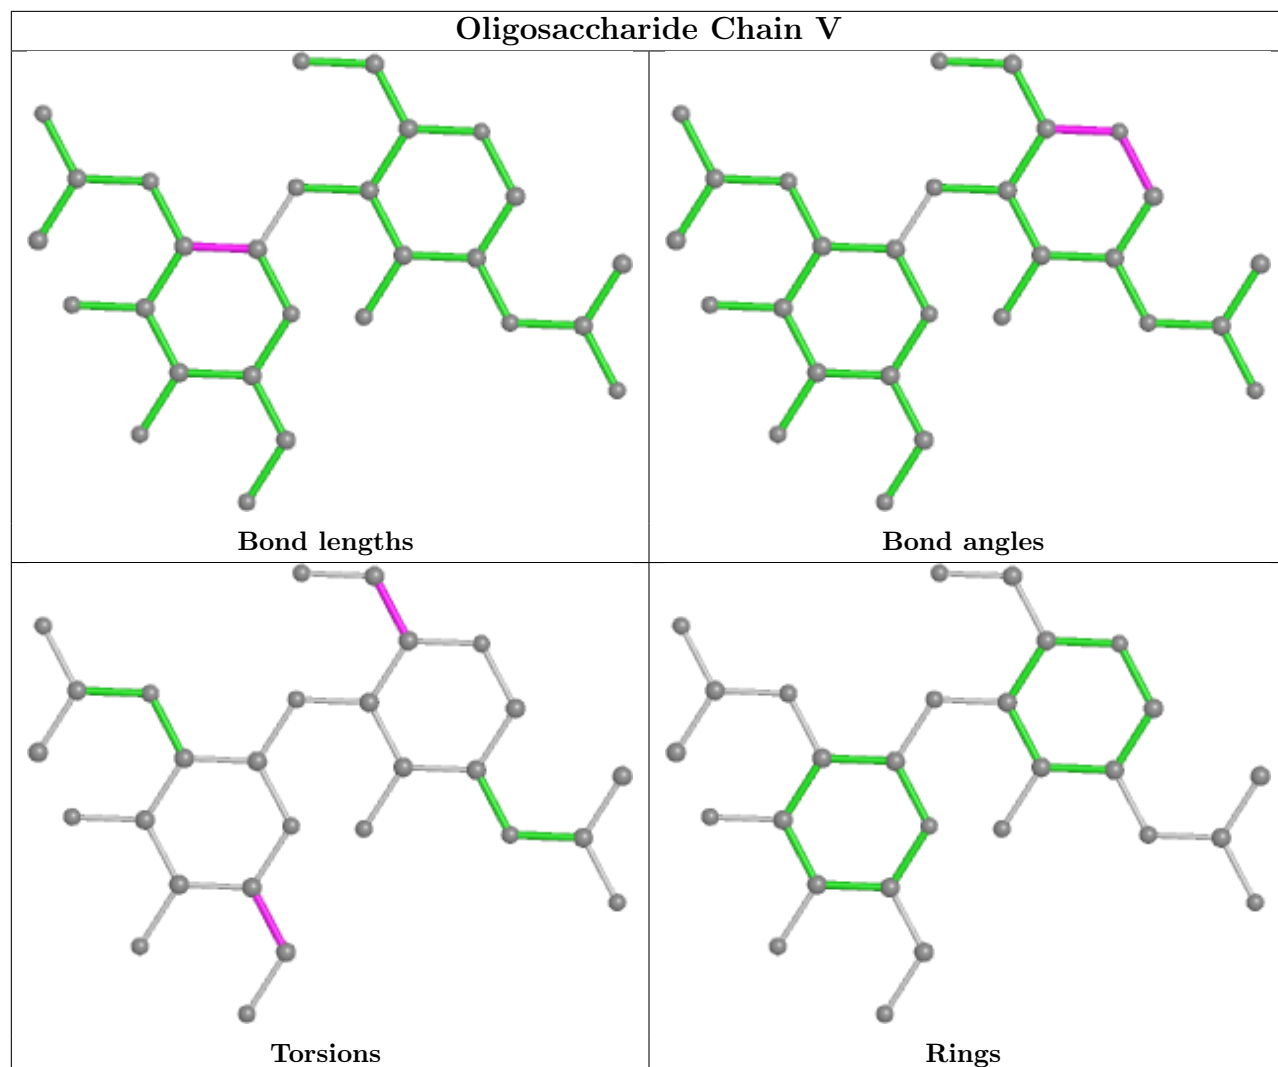 Oligosaccharide Chain V
Bond lengths
Bond angles
Torsions
Rings